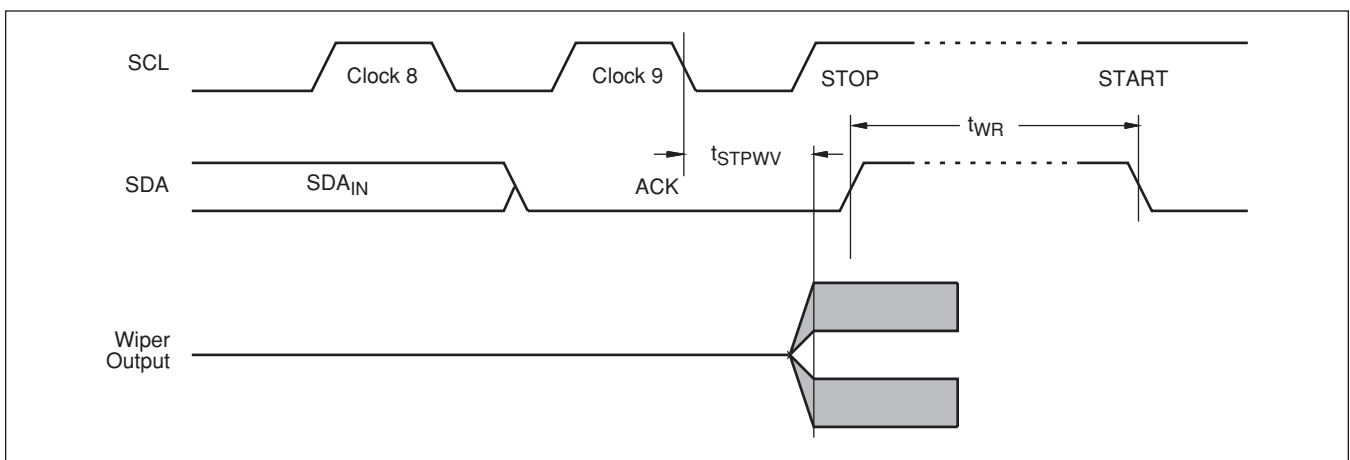 SCL
Clock 8
Clock 9
STOP
START
tWR
tSTPWV
SDA
SDAIN
ACK
Wiper
Output